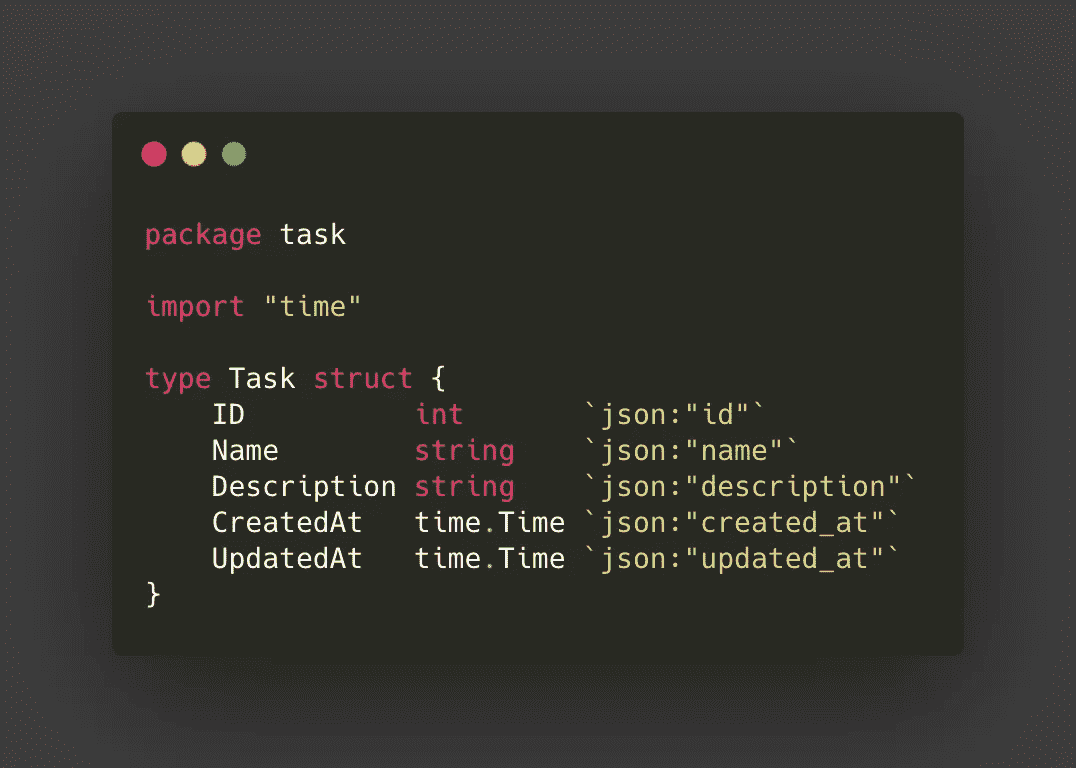 package task
import "time"
type Task struct {
    ID          int       `json:"id"`
    Name        string    `json:"name"`
    Description string    `json:"description"`
    CreatedAt   time.Time `json:"created_at"`
    UpdatedAt   time.Time `json:"updated_at"`
}